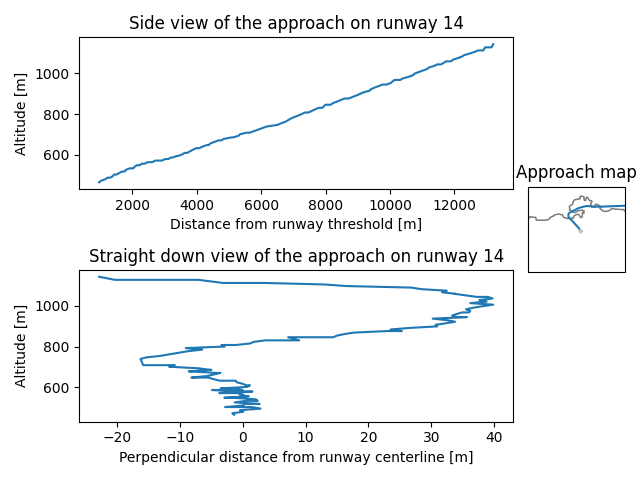 Side view of the approach on runway 14
Altitude [m]
1000
800
600
2000 4000 6000 8000 10000 12000
Distance from runway threshold [m]
Approach map
Straight down view of the approach on runway 14
Altitude [m]
1000
800
600
−20 −10 0 10 20 30 40
Perpendicular distance from runway centerline [m]